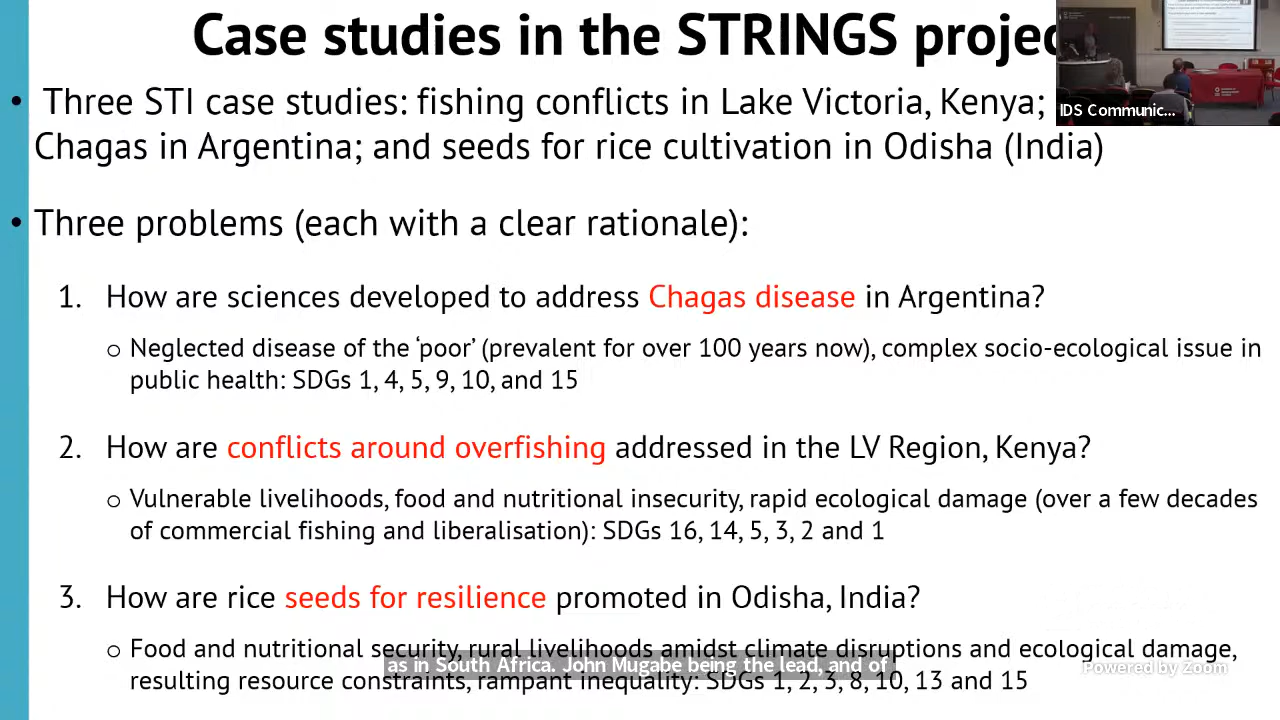 Case studies in the STRINGS projec
IDS Communic...
• Three STI case studies: fishing conflicts in Lake Victoria, Kenya;
Chagas in Argentina; and seeds for rice cultivation in Odisha (India)
• Three problems (each with a clear rationale):
1. How are sciences developed to address Chagas disease in Argentina?
o Neglected disease of the ‘poor’ (prevalent for over 100 years now), complex socio-ecological issue in
public health: SDGs 1, 4, 5, 9, 10, and 15
2. How are conflicts around overfishing addressed in the LV Region, Kenya?
o Vulnerable livelihoods, food and nutritional insecurity, rapid ecological damage (over a few decades
of commercial fishing and liberalisation): SDGs 16, 14, 5, 3, 2 and 1
3. How are rice seeds for resilience promoted in Odisha, India?
o Food and nutritional security, rural livelihoods amidst climate disruptions and ecological damage,
as in South Africa. John Mugabe being the lead, and of
Powered by Zoom
resulting resource constraints, rampant inequality: SDGs 1, 2, 3, 8, 10, 13 and 15